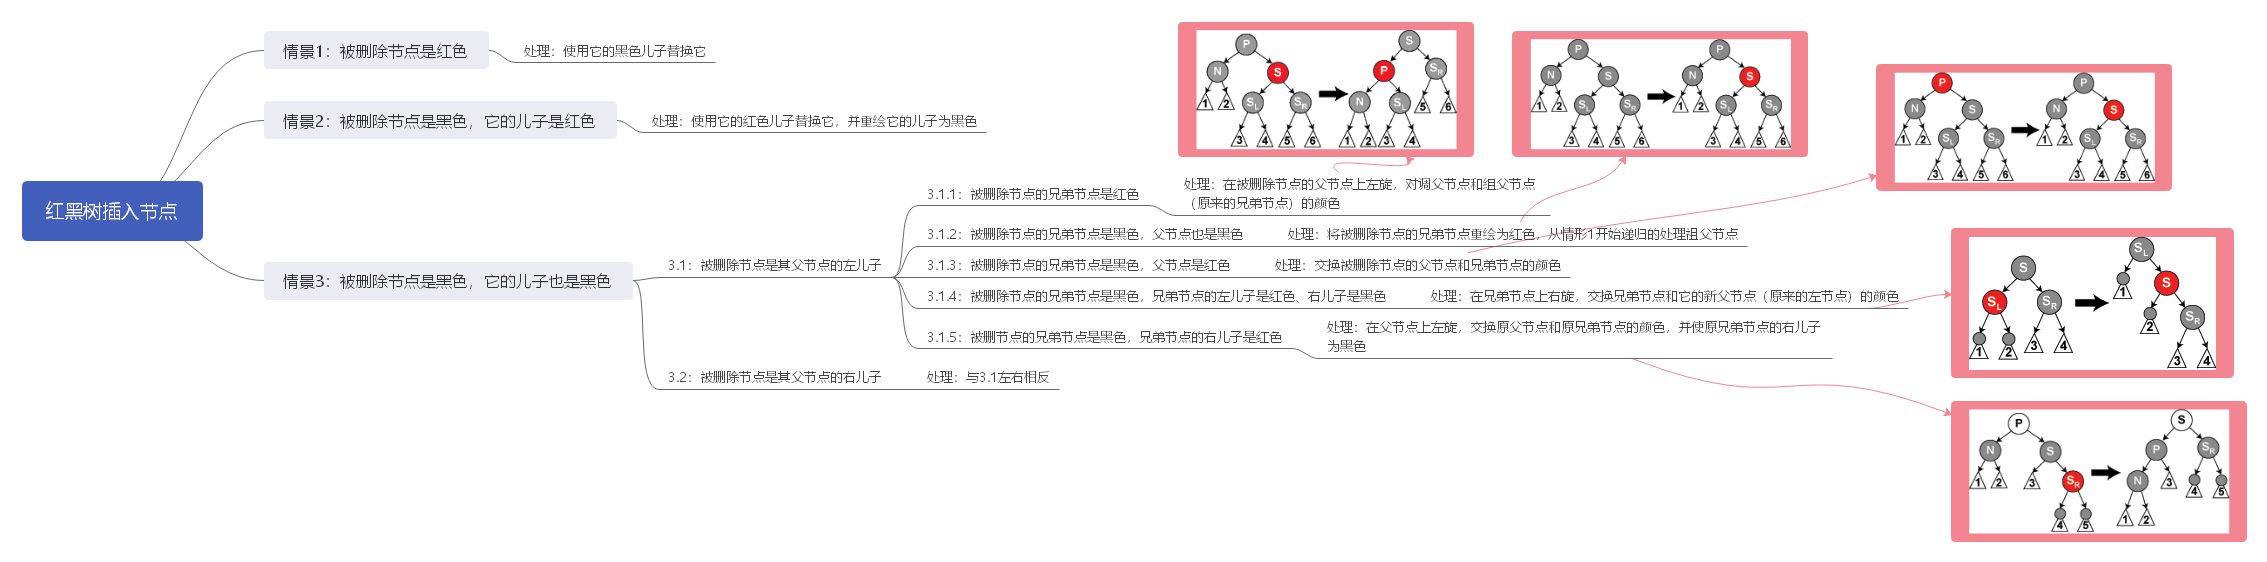 红黑树插入节点
情景1：被删除节点是红色
处理：使用它的黑色儿子替换它
情景2：被删除节点是黑色，它的儿子是红色
处理：使用它的红色儿子替换它，并重绘它的儿子为黑色
情景3：被删除节点是黑色，它的儿子也是黑色
3.1：被删除节点是其父节点的左儿子
3.1.1：被删除节点的兄弟节点是红色
处理：在被删除节点的父节点上左旋，对调父节点和组父节点
（原来的兄弟节点）的颜色
3.1.2：被删除节点的兄弟节点是黑色，父节点也是黑色
处理：将被删除节点的兄弟节点重绘为红色，从情形1开始递归的处理祖父节点
3.1.3：被删除节点的兄弟节点是黑色，父节点是红色
处理：交换被删除节点的父节点和兄弟节点的颜色
3.1.4：被删除节点的兄弟节点是黑色，兄弟节点的左儿子是红色、右儿子是黑色
处理：在兄弟节点上右旋，交换兄弟节点和它的新父节点（原来的左节点）的颜色
3.1.5：被删节点的兄弟节点是黑色，兄弟节点的右儿子是红色
处理：在父节点上左旋，交换原父节点和原兄弟节点的颜色，并使原兄弟节点的右儿子
为黑色
3.2：被删除节点是其父节点的右儿子
处理：与3.1左右相反
P S
N S P SR
1 2 SL SR N SL 5 6
3 4 5 6 1 2 3 4
P P
N S N S
1 2 SL SR 1 2 SL SR
3 4 5 6 3 4 5 6
P P
N S N S
1 2 SL SR 1 2 SL SR
3 4 5 6 3 4 5 6
S SL
SL SR 1 S
1 2 3 4 2 SR
3 4
P S
N S P SR
1 2 3 SR N 3 4 5
4 5 1 2